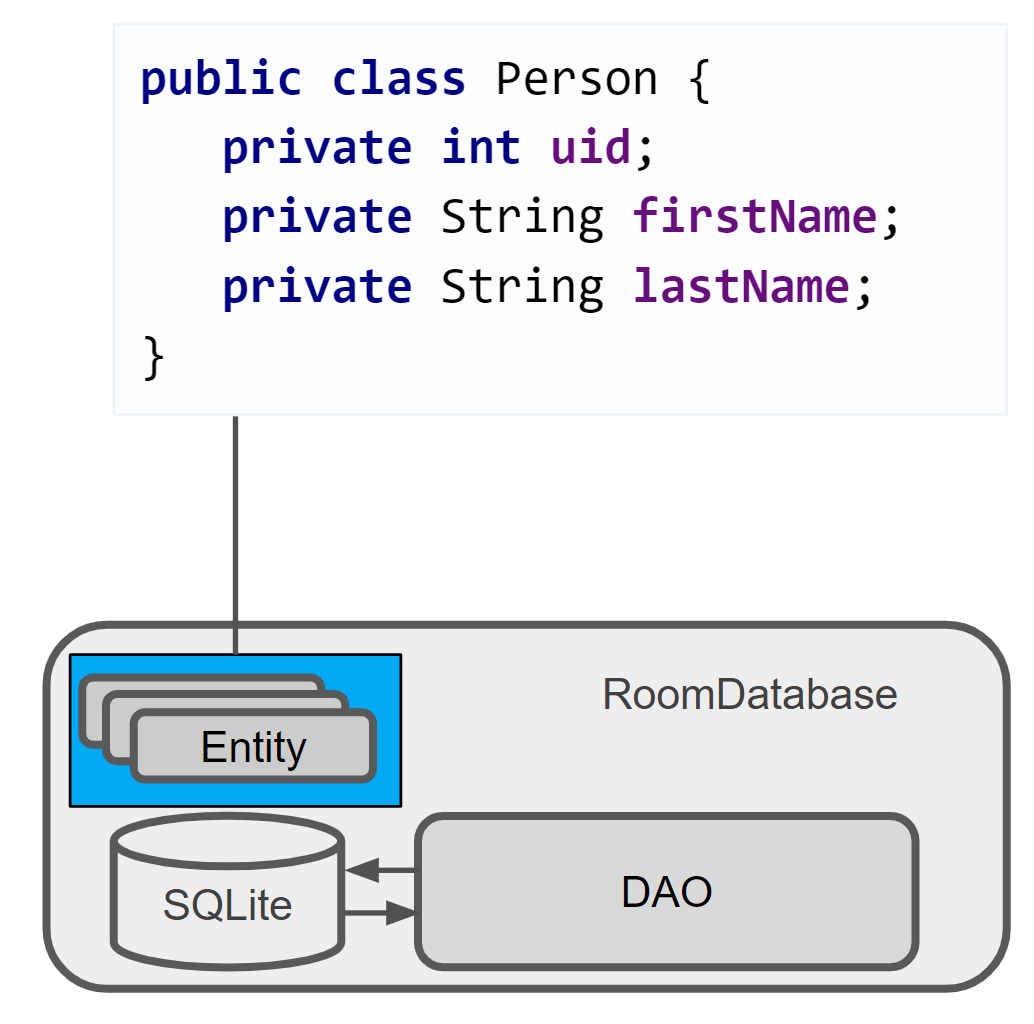 public class Person {
private int uid;
private String firstName;
private String lastName;
}
RoomDatabase
Entity
SQLite
DAO